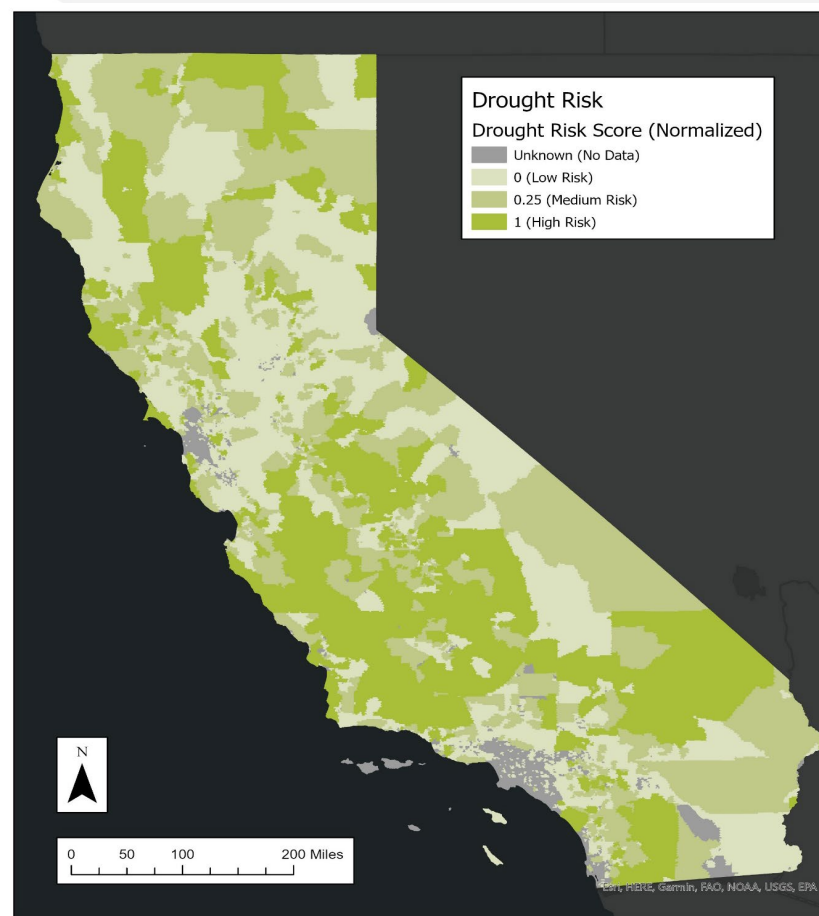 Drought Risk
Drought Risk Score (Normalized)
Unknown (No Data)
0 (Low Risk)
0.25 (Medium Risk)
1 (High Risk)
N
0 50 100 200 Miles
Esri, HERE, Garmin, FAO, NOAA, USGS, EPA